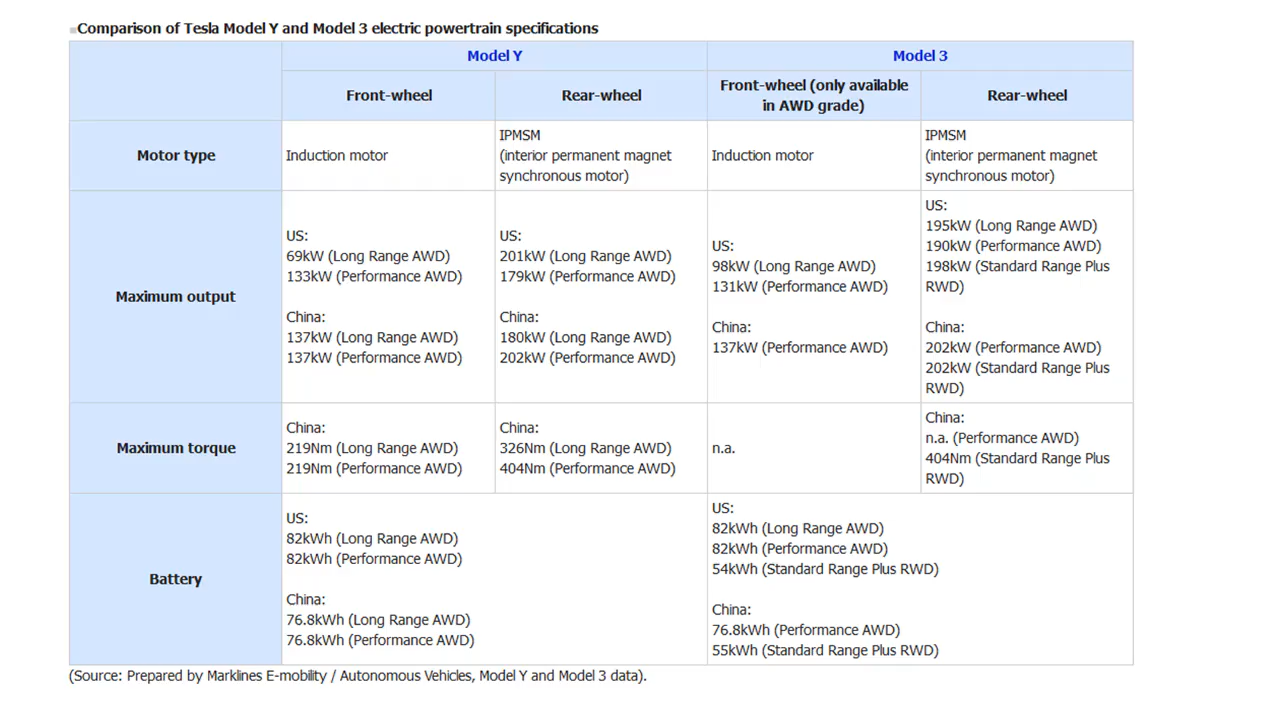 Comparison of Tesla Model Y and Model 3 electric powertrain specifications
Model Y
Model 3
Front-wheel
Rear-wheel
Front-wheel (only available
in AWD grade)
Rear-wheel
Motor type
Induction motor
IPMSM
(interior permanent magnet
synchronous motor)
Induction motor
IPMSM
(interior permanent magnet
synchronous motor)
Maximum output
US:
69kW (Long Range AWD)
133kW (Performance AWD)
China:
137kW (Long Range AWD)
137kW (Performance AWD)
US:
201kW (Long Range AWD)
179kW (Performance AWD)
China:
180kW (Long Range AWD)
202kW (Performance AWD)
US:
98kW (Long Range AWD)
131kW (Performance AWD)
China:
137kW (Performance AWD)
US:
195kW (Long Range AWD)
190kW (Performance AWD)
198kW (Standard Range Plus
RWD)
China:
202kW (Performance AWD)
202kW (Standard Range Plus
RWD)
Maximum torque
China:
219Nm (Long Range AWD)
219Nm (Performance AWD)
China:
326Nm (Long Range AWD)
404Nm (Performance AWD)
n.a.
China:
n.a. (Performance AWD)
404Nm (Standard Range Plus
RWD)
Battery
US:
82kWh (Long Range AWD)
82kWh (Performance AWD)
China:
76.8kWh (Long Range AWD)
76.8kWh (Performance AWD)
US:
82kWh (Long Range AWD)
82kWh (Performance AWD)
54kWh (Standard Range Plus RWD)
China:
76.8kWh (Performance AWD)
55kWh (Standard Range Plus RWD)
(Source: Prepared by Marklines E-mobility / Autonomous Vehicles, Model Y and Model 3 data).